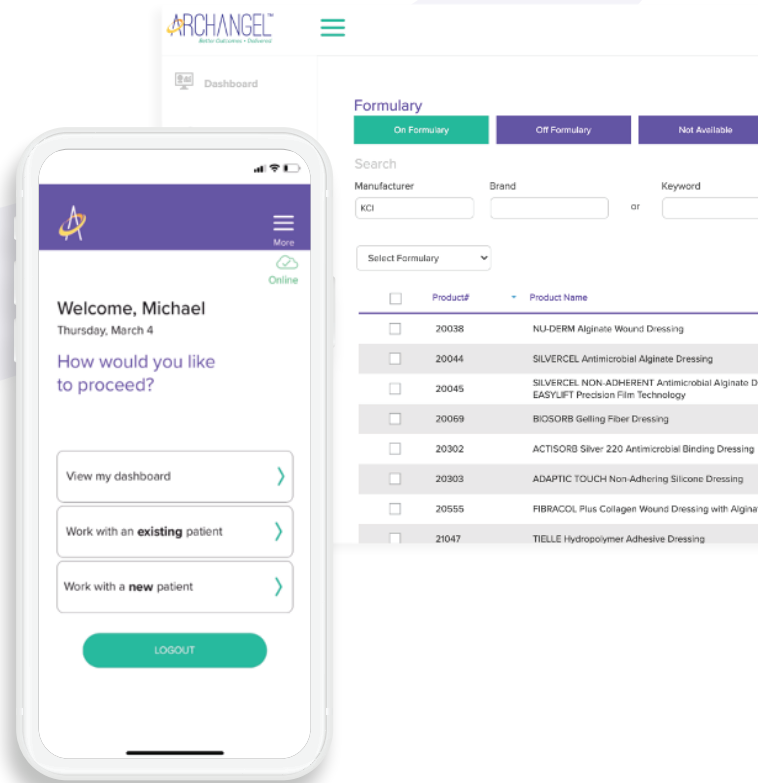 ARCHANGEL™
Better Outcomes • Delivered
Dashboard
Formulary
On Formulary
Off Formulary
Not Available
Search
Manufacturer
Brand
Keyword
KCI
or
Select Formulary
Product#
Product Name
20038
NU-DERM Alginate Wound Dressing
20044
SILVERCEL Antimicrobial Alginate Dressing
20045
SILVERCEL NON-ADHERENT Antimicrobial Alginate D
EASYLIFT Precision Film Technology
20069
BIOSORB Gelling Fiber Dressing
20302
ACTISORB Silver 220 Antimicrobial Binding Dressing
20303
ADAPTIC TOUCH Non-Adhering Silicone Dressing
20555
FIBRACOL Plus Collagen Wound Dressing with Algina
21047
TIELLE Hydropolymer Adhesive Dressing
More
Online
Welcome, Michael
Thursday, March 4
How would you like
to proceed?
View my dashboard
Work with an existing patient
Work with a new patient
LOGOUT